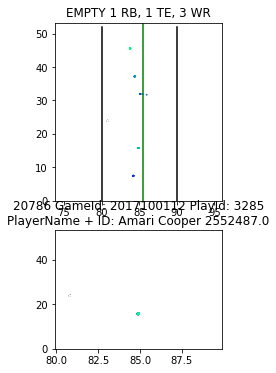 EMPTY 1 RB, 1 TE, 3 WR
50
40
30
20
10
0
75 80 85 90 95
20786 GameId: 2017100112 PlayId: 3285
PlayerName + ID: Amari Cooper 2552487.0
40
20
0
80.0 82.5 85.0 87.5